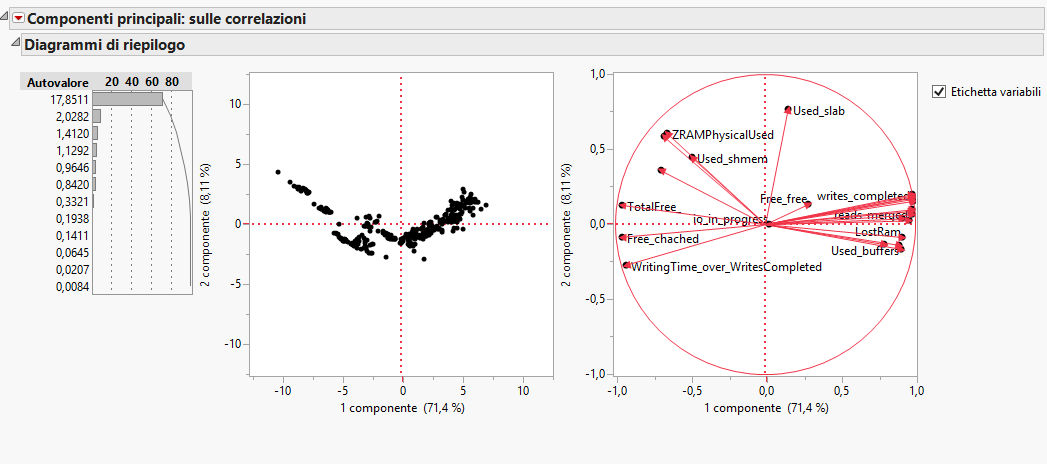 Componenti principali: sulle correlazioni
Diagrammi di riepilogo
Autovalore 20 40 60 80
17,8511
2,0282
1,4120
1,1292
0,9646
0,8420
0,3321
0,1938
0,1411
0,0645
0,0207
0,0084
2 componente (8,11 %)
10
5
0
-5
-10
-10 -5 0 5 10
1 componente (71,4 %)
2 componente (8,11 %)
1,0
0,5
0,0
-0,5
-1,0
Used_slab
ZRAMPhysicalUsed
Used_shmem
Free_free
writes_completed
TotalFree_
io_in_progress
reads_merged
Free_chached
LostRam_
Used_buffers
WritingTime_over_WritesCompleted
-1,0 -0,5 0,0 0,5 1,0
1 componente (71,4 %)
Etichetta variabili